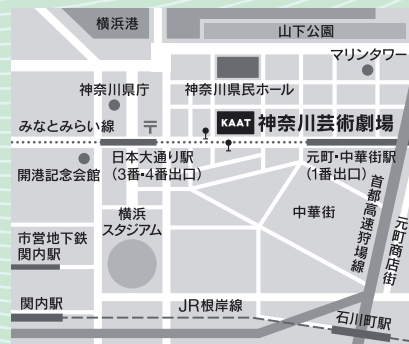 横浜港
山下公園
マリンタワー
神奈川県庁
神奈川県民ホール
みなとみらい線
〒
KAAT 神奈川芸術劇場
開港記念会館
日本大通り駅
(3番・4番出口)
元町・中華街駅
(1番出口)
横浜
スタジアム
中華街
首都高速狩場線
元町商店街
市営地下鉄
関内駅
関内駅
JR根岸線
石川町駅